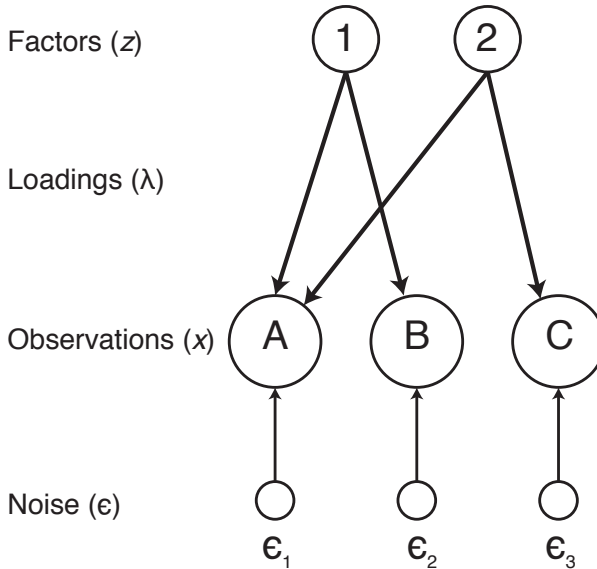 Factors (z)
1
2
Loadings (λ)
Observations (x)
A
B
C
Noise (ϵ)
ϵ₁
ϵ₂
ϵ₃